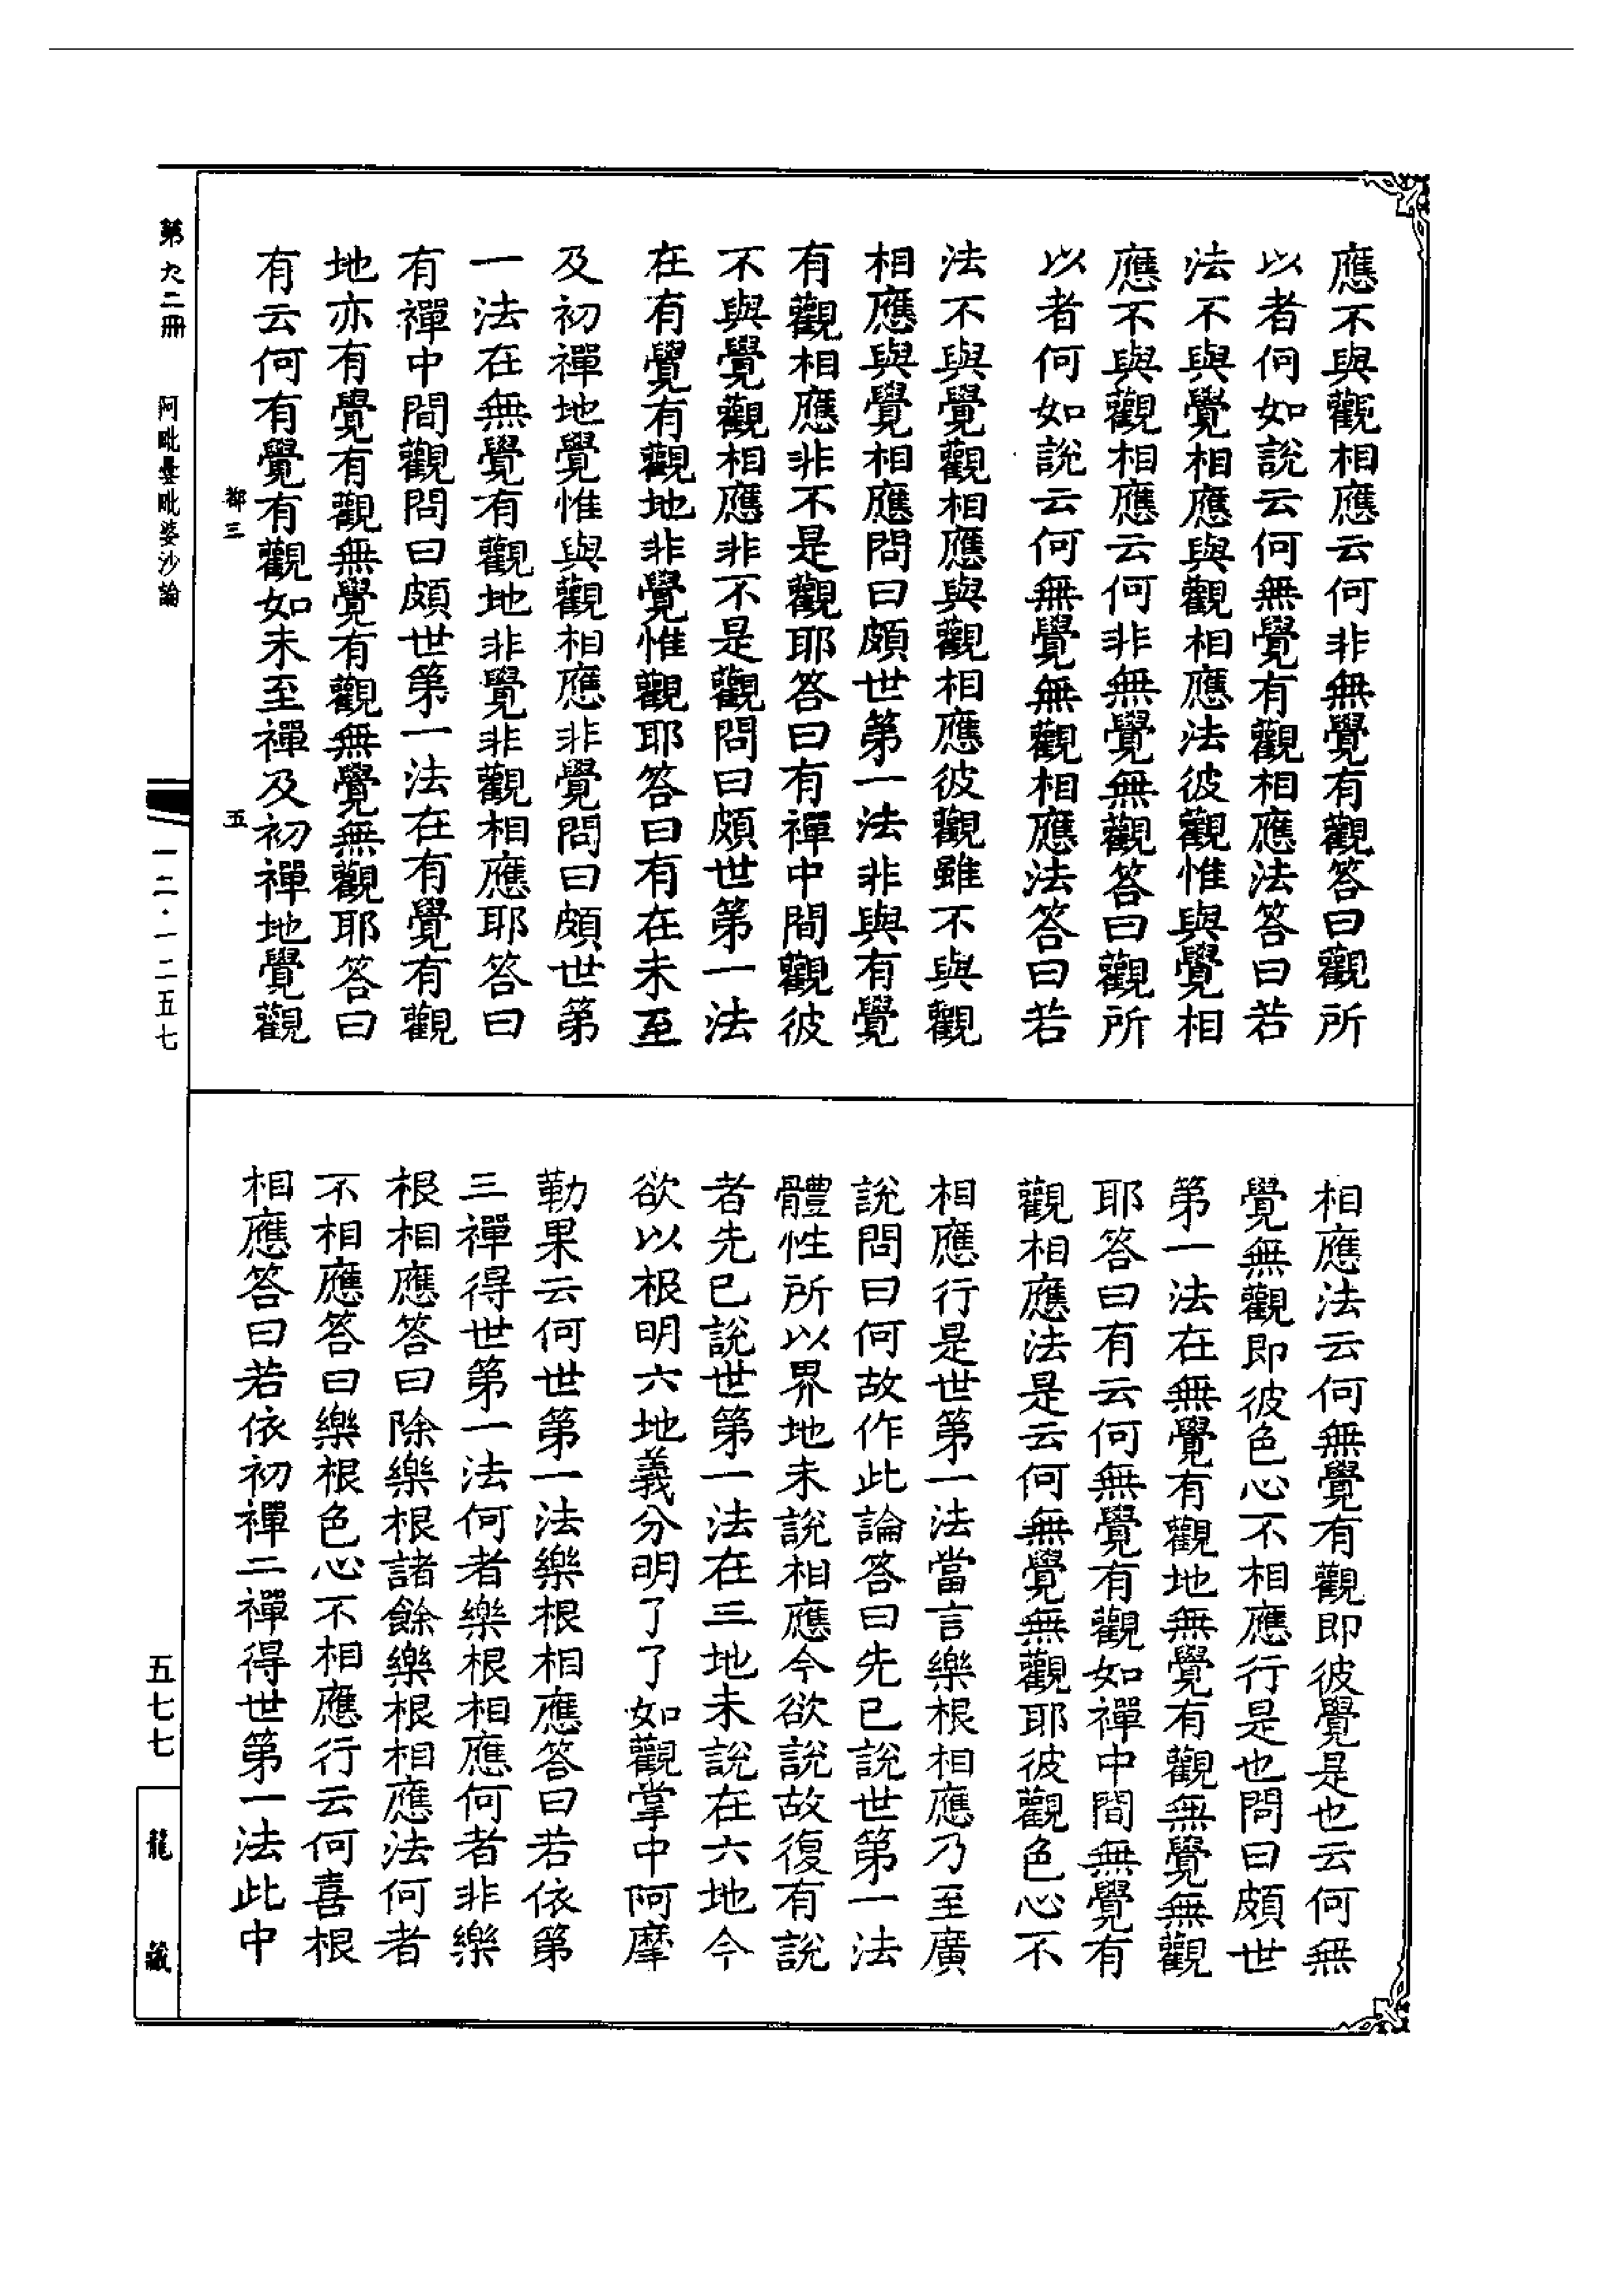 應不與觀相應云何非無覺有觀答曰觀所
以者何如說云何無覺有觀相應法答曰若
法不與覺相應與觀相應法彼觀惟與覺相
應不與觀相應云何非無覺無觀答曰觀所
以者何如說云何無覺無觀相應法答曰若
法不與覺觀相應與觀相應彼觀雖不與觀
相應與覺相應問曰頗世第一法非與有覺
有觀相應非不是觀耶答曰有禪中間觀彼
不與覺觀相應非不是觀問曰頗世第一法
在有覺有觀地非覺惟觀耶答曰有在未至
及初禪地覺惟與觀相應非覺問曰頗世第
一法在無覺有觀地非覺非觀相應耶答曰
有禪中間觀問曰頗世第一法在有覺有觀
地亦有覺有觀無覺有觀無覺無觀耶答曰
有云何有覺有觀如未至禪及初禪地覺觀
都三
五
相應法云何無覺有觀即彼覺是也云何無
覺無觀即彼色心不相應行是也問曰頗世
第一法在無覺有觀地無覺有觀無覺無觀
耶答曰有云何無覺有觀如禪中間無覺有
觀相應法是云何無覺無觀耶彼觀色心不
相應行是世第一法當言樂根相應乃至廣
說問曰何故作此論答曰先已說世第一法
體性所以界地未說相應今欲說故復有說
者先已說世第一法在三地未說在六地今
欲以根明六地義分明了了如觀掌中阿摩
勒果云何世第一法樂根相應答曰若依第
三禪得世第一法何者樂根相應何者非樂
根相應答曰除樂根諸餘樂根相應法何者
不相應答曰樂根色心不相應行云何喜根
相應答曰若依初禪二禪得世第一法此中
第九二冊
阿毗曇毗婆沙論
一二·一二五七
五七七
龍藏